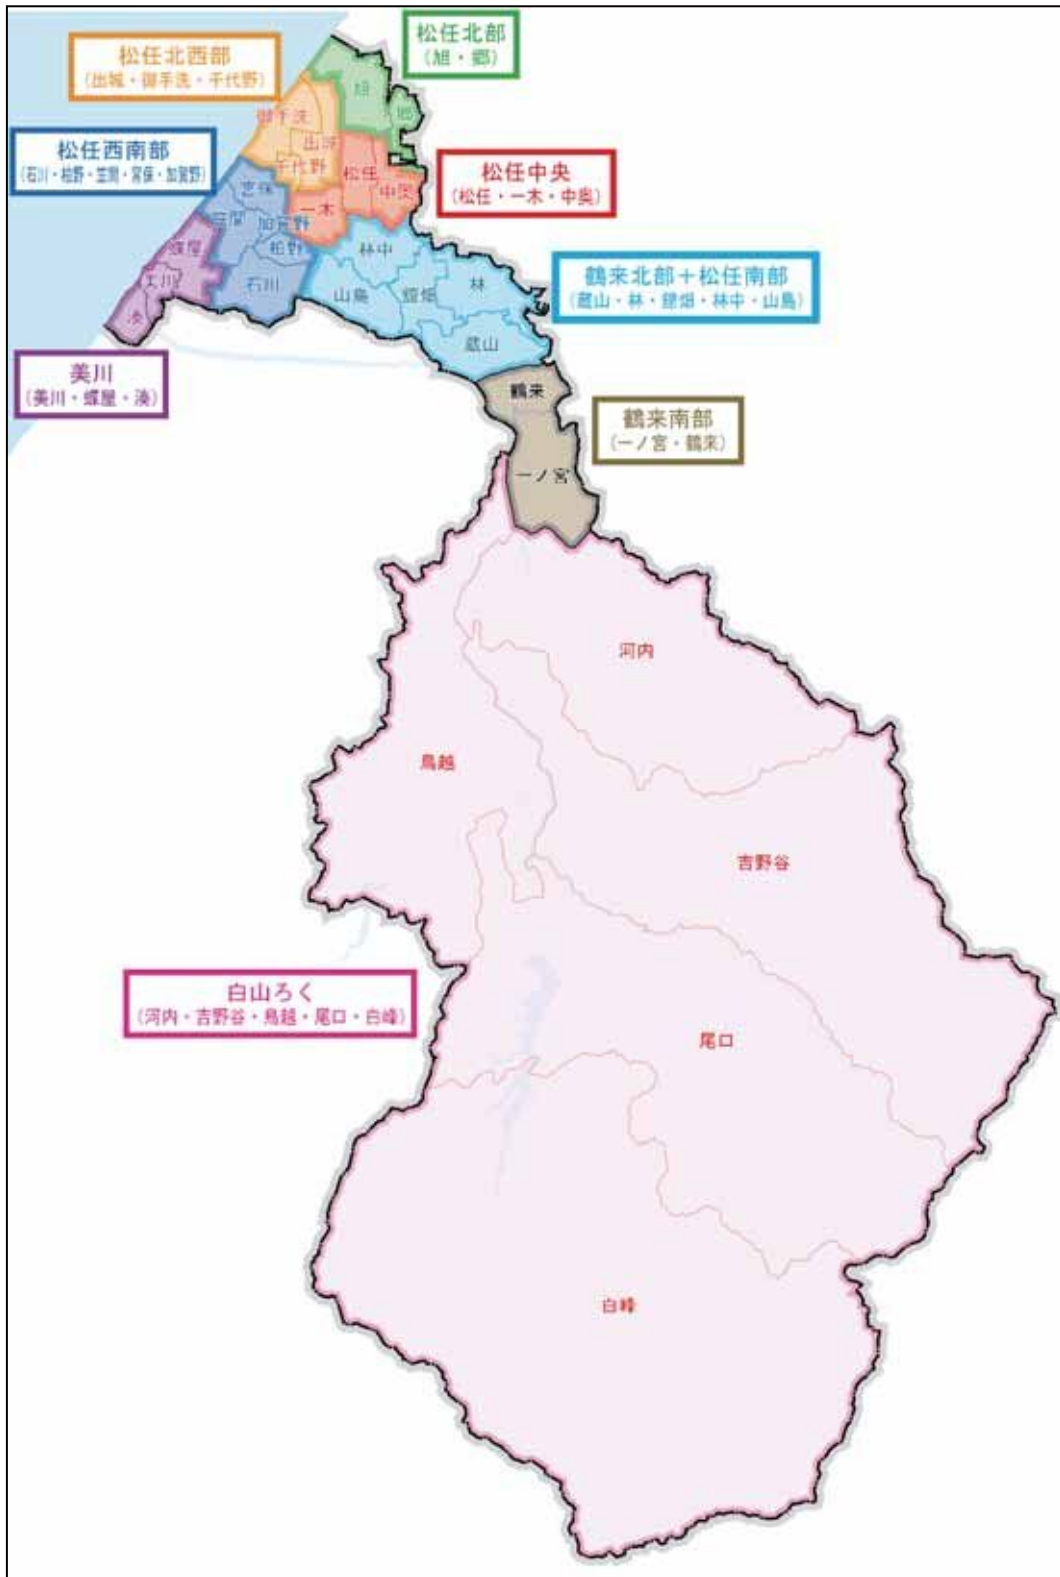 松任北部
(旭・郷)
松任北西部
(出城・御手洗・千代野)
松任西南部
(石川・柏野・笠間・宮保・加賀野)
松任中央
(松任・一木・中奥)
鶴来北部+松任南部
(蔵山・林・舘畑・林中・山島)
美川
(美川・蝶屋・湊)
鶴来南部
(一ノ宮・鶴来)
白山ろく
(河内・吉野谷・鳥越・尾口・白峰)
旭
郷
御手洗
出城
千代野
松任
中奥
一木
宮保
笠間
加賀野
柏野
石川
蝶屋
美川
湊
林中
山島
舘畑
林
蔵山
鶴来
一ノ宮
河内
鳥越
吉野谷
尾口
白峰